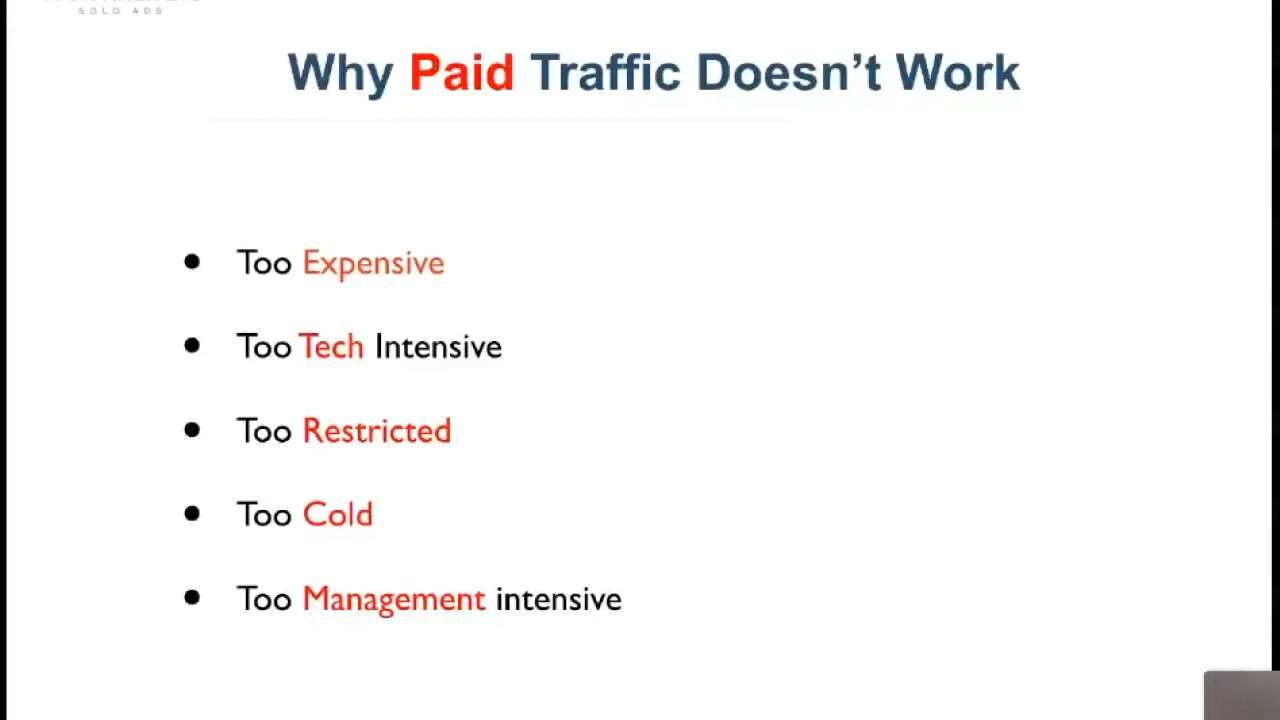 SOLO ADS
Why Paid Traffic Doesn't Work
• Too Expensive
• Too Tech Intensive
• Too Restricted
• Too Cold
• Too Management intensive